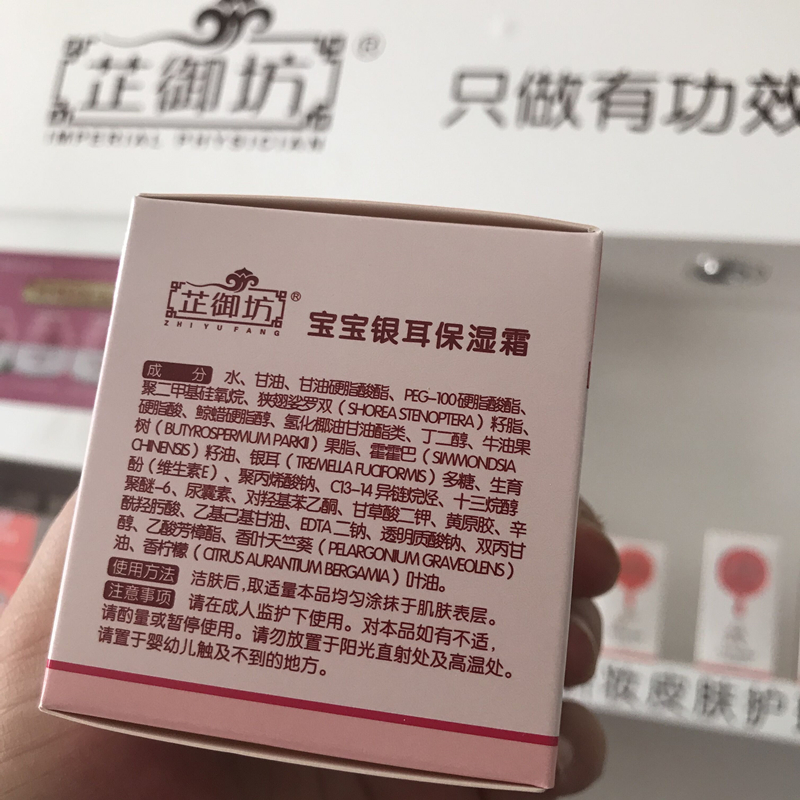 芷御坊®
IMPERIAL PHYSICIAN
只做有功效
芷御坊®
ZHI YU FANG
宝宝银耳保湿霜
成 分 水、甘油、甘油硬脂酸酯、PEG-100硬脂酸酯、
聚二甲基硅氧烷、狭翅娑罗双（SHOREA STENOPTERA）籽脂、
硬脂酸、鲸蜡硬脂醇、氢化椰油甘油酯类、丁二醇、牛油果
树（BUTYROSPERMUM PARKII）果脂、霍霍巴（SIMMONDSIA
CHINENSIS）籽油、银耳（TREMELLA FUCIFORMIS）多糖、生育
酚（维生素E）、聚丙烯酸钠、C13-14异链烷烃、十三烷醇
聚醚-6、尿囊素、对羟基苯乙酮、甘草酸二钾、黄原胶、辛
酰羟肟酸、乙基己基甘油、EDTA二钠、透明质酸钠、双丙甘
醇、乙酸芳樟酯、香叶天竺葵（PELARGONIUM GRAVEOLENS）
油、香柠檬（CITRUS AURANTIUM BERGAMIA）叶油。
使用方法 洁肤后，取适量本品均匀涂抹于肌肤表层。
注意事项 请在成人监护下使用。对本品如有不适，
请酌量或暂停使用。请勿放置于阳光直射处及高温处。
请置于婴幼儿触及不到的地方。
妆皮肤护